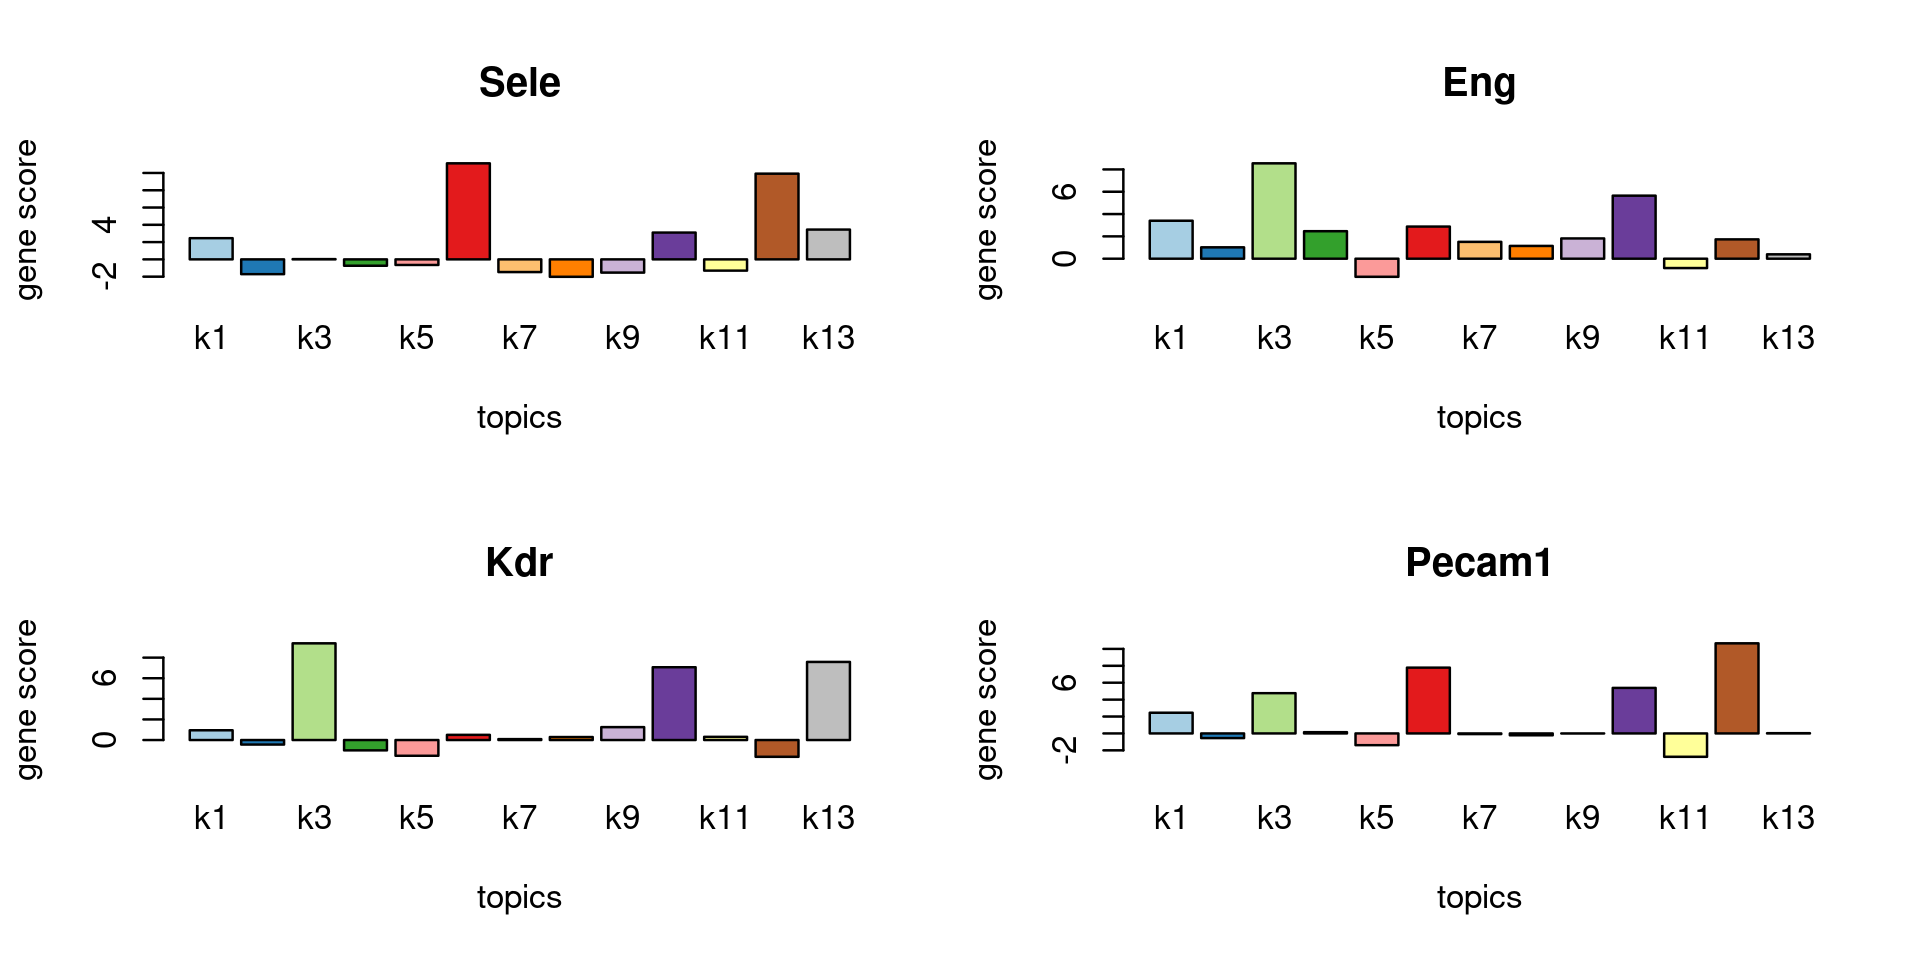 Sele
gene score
4
-2
k1 k3 k5 k7 k9 k11 k13
topics
Eng
gene score
6
0
k1 k3 k5 k7 k9 k11 k13
topics
Kdr
gene score
6
0
k1 k3 k5 k7 k9 k11 k13
topics
Pecam1
gene score
6
-2
k1 k3 k5 k7 k9 k11 k13
topics